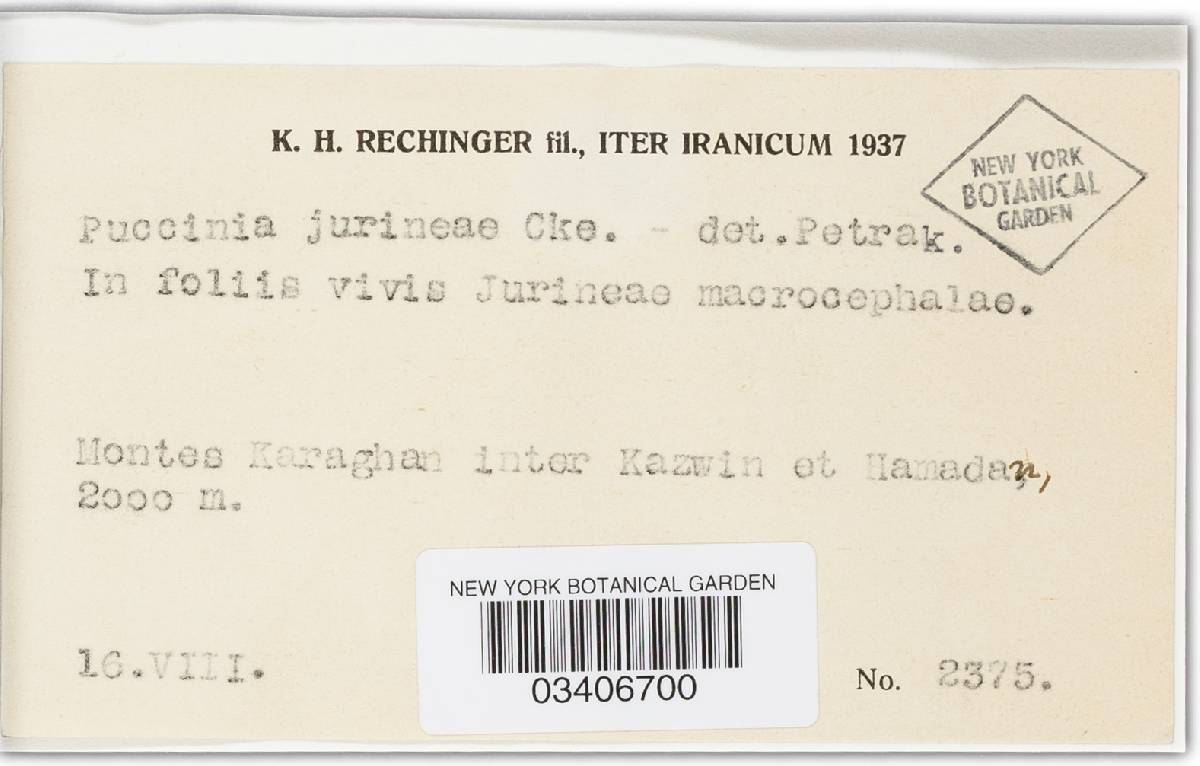 K. H. RECHINGER fil., ITER IRANICUM 1937
NEW YORK
BOTANICAL
GARDEN
Puccinia jurineae Cke. - det.Petrak.
In foliis vivis Jurineae macrocephalae.
Montes Karaghan inter Kazwin et Hamadan,
2000 m.
NEW YORK BOTANICAL GARDEN
03406700
16.VIII.
No. 2375.